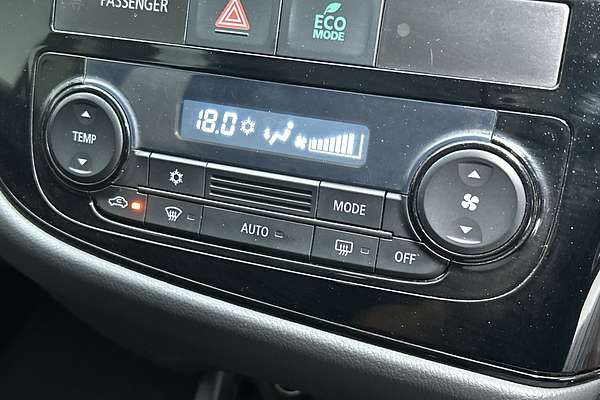 PASSENGER
ECO
MODE
18.0
TEMP
MODE
AUTO
OFF